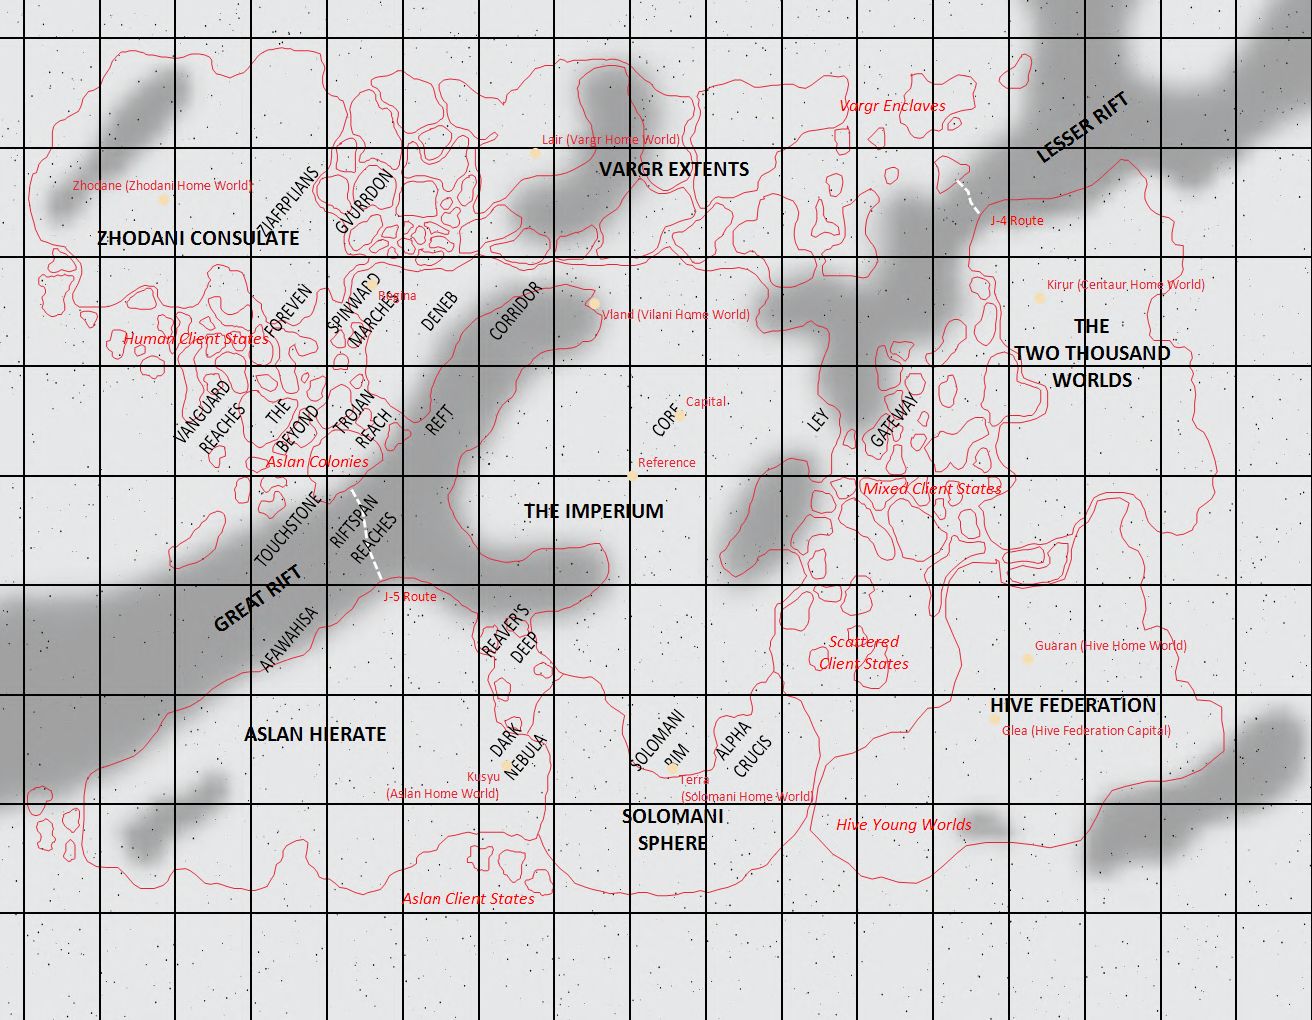 Vargr Enclaves
LESSER RIFT
Lair (Vargr Home World)
VARGR EXTENTS
Zhodane (Zhodani Home World)
ZIAFRPLIANS
GVURRDON
J-4 Route
ZHODANI CONSULATE
Regina
Kirur (Centaur Home World)
FOREVEN
SPINWARD
MARCHES
DENEB
CORRIDOR
Vland (Vilani Home World)
Human Client States
THE
TWO THOUSAND
WORLDS
VANGUARD
REACHES
THE
BEYOND
TROJAN
REACH
REFT
Capital
CORE
LEY
GATEWAY
Aslan Colonies
Reference
Mixed Client States
TOUCHSTONE
RIFTSPAN
REACHES
THE IMPERIUM
GREAT RIFT
J-5 Route
AFAWAHISA
REAVER'S
DEEP
Scattered
Client States
Guaran (Hive Home World)
HIVE FEDERATION
Glea (Hive Federation Capital)
ASLAN HIERATE
DARK
NEBULA
SOLOMANI
RIM
ALPHA
CRUCIS
Kusyu
(Aslan Home World)
Terra
(Solomani Home World)
SOLOMANI
SPHERE
Hive Young Worlds
Aslan Client States